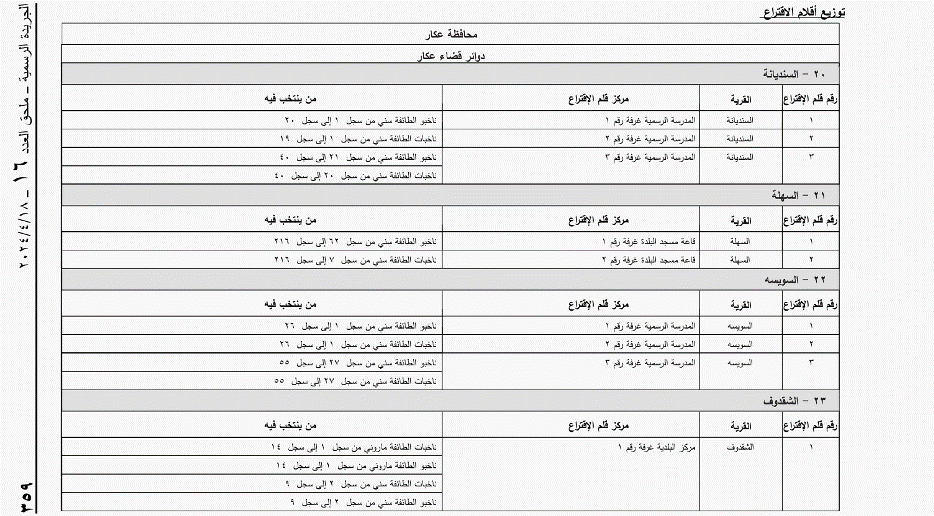 توزيع أقلام الاقتراع
محافظة عكار
دوائر قضاء عكار
٢٠ - السنديانة
رقم قلم الإقتراع القرية مركز قلم الإقتراع من ينتخب فيه
١ السنديانة المدرسة الرسمية غرفة رقم ١ ناخبو الطائفة سني من سجل ١ إلى سجل ٢٠
٢ السنديانة المدرسة الرسمية غرفة رقم ٢ ناخبات الطائفة سني من سجل ١ إلى سجل ١٩
٣ السنديانة المدرسة الرسمية غرفة رقم ٣ ناخبو الطائفة سني من سجل ٢١ إلى سجل ٤٠
ناخبات الطائفة سني من سجل ٢٠ إلى سجل ٤٠
٢١ - السهلة
رقم قلم الإقتراع القرية مركز قلم الإقتراع من ينتخب فيه
١ السهلة قاعة مسجد البلدة غرفة رقم ١ ناخبو الطائفة سني من سجل ٦٢ إلى سجل ٢١٦
٢ السهلة قاعة مسجد البلدة غرفة رقم ٢ ناخبات الطائفة سني من سجل ٧ إلى سجل ٢١٦
٢٢ - السويسه
رقم قلم الإقتراع القرية مركز قلم الإقتراع من ينتخب فيه
١ السويسه المدرسة الرسمية غرفة رقم ١ ناخبو الطائفة سني من سجل ١ إلى سجل ٢٦
٢ السويسه المدرسة الرسمية غرفة رقم ٢ ناخبات الطائفة سني من سجل ١ إلى سجل ٢٦
٣ السويسه المدرسة الرسمية غرفة رقم ٣ ناخبو الطائفة سني من سجل ٢٧ إلى سجل ٥٥
ناخبات الطائفة سني من سجل ٢٧ إلى سجل ٥٥
٢٣ - الشقدوف
رقم قلم الإقتراع القرية مركز قلم الإقتراع من ينتخب فيه
١ الشقدوف مركز البلدية غرفة رقم ١ ناخبات الطائفة ماروني من سجل ١ إلى سجل ١٤
ناخبو الطائفة ماروني من سجل ١ إلى سجل ١٤
ناخبات الطائفة سني من سجل ٢ إلى سجل ٩
ناخبو الطائفة سني من سجل ٢ إلى سجل ٩
الجريدة الرسمية – ملحق العدد ١٦ – ٢٠٢٤/٤/١٨
٣٥٩